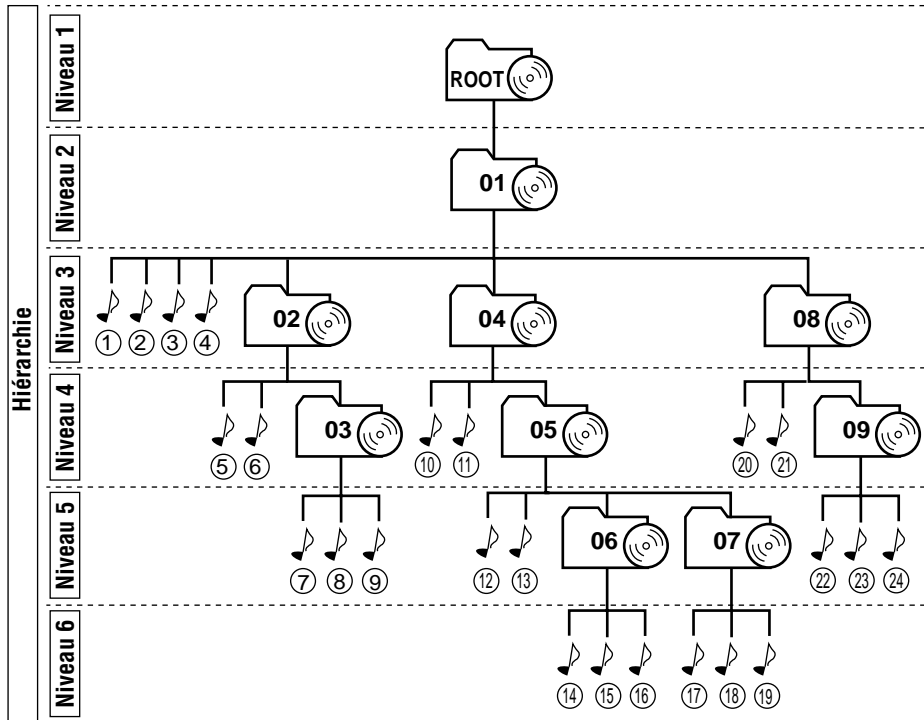 Hiérarchie
Niveau 1
ROOT
Niveau 2
01
Niveau 3
① ② ③ ④
02 04 08
Niveau 4
⑤ ⑥ 03 ⑩ ⑪ 05 ⑳ ㉑ 09
Niveau 5
⑦ ⑧ ⑨ ⑫ ⑬ 06 07 ㉒ ㉓ ㉔
Niveau 6
⑭ ⑮ ⑯ ⑰ ⑱ ⑲